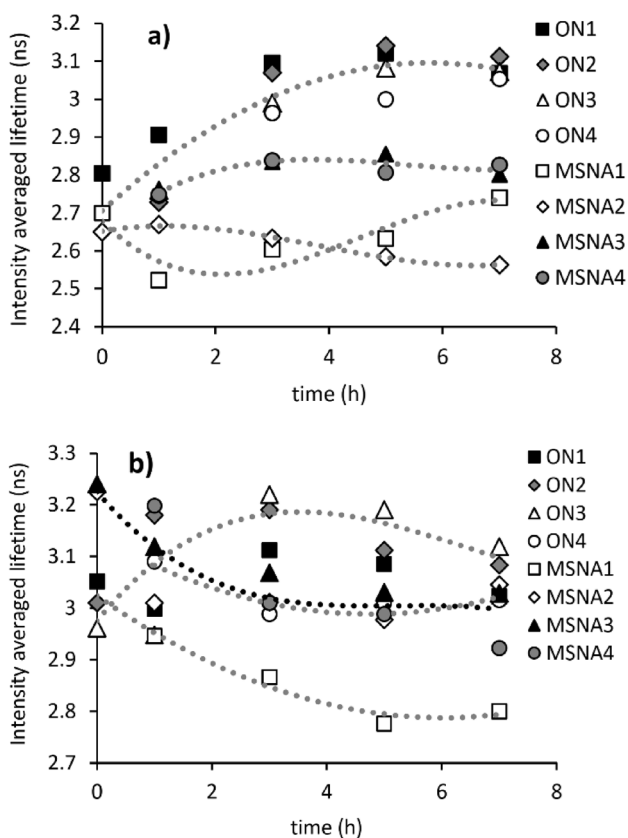 a)
Intensity averaged lifetime (ns)
3.2
3.1
3
2.9
2.8
2.7
2.6
2.5
2.4
0
2
4
6
8
time (h)
ON1
ON2
ON3
ON4
MSNA1
MSNA2
MSNA3
MSNA4
b)
Intensity averaged lifetime (ns)
3.3
3.2
3.1
3
2.9
2.8
2.7
0
2
4
6
8
time (h)
ON1
ON2
ON3
ON4
MSNA1
MSNA2
MSNA3
MSNA4